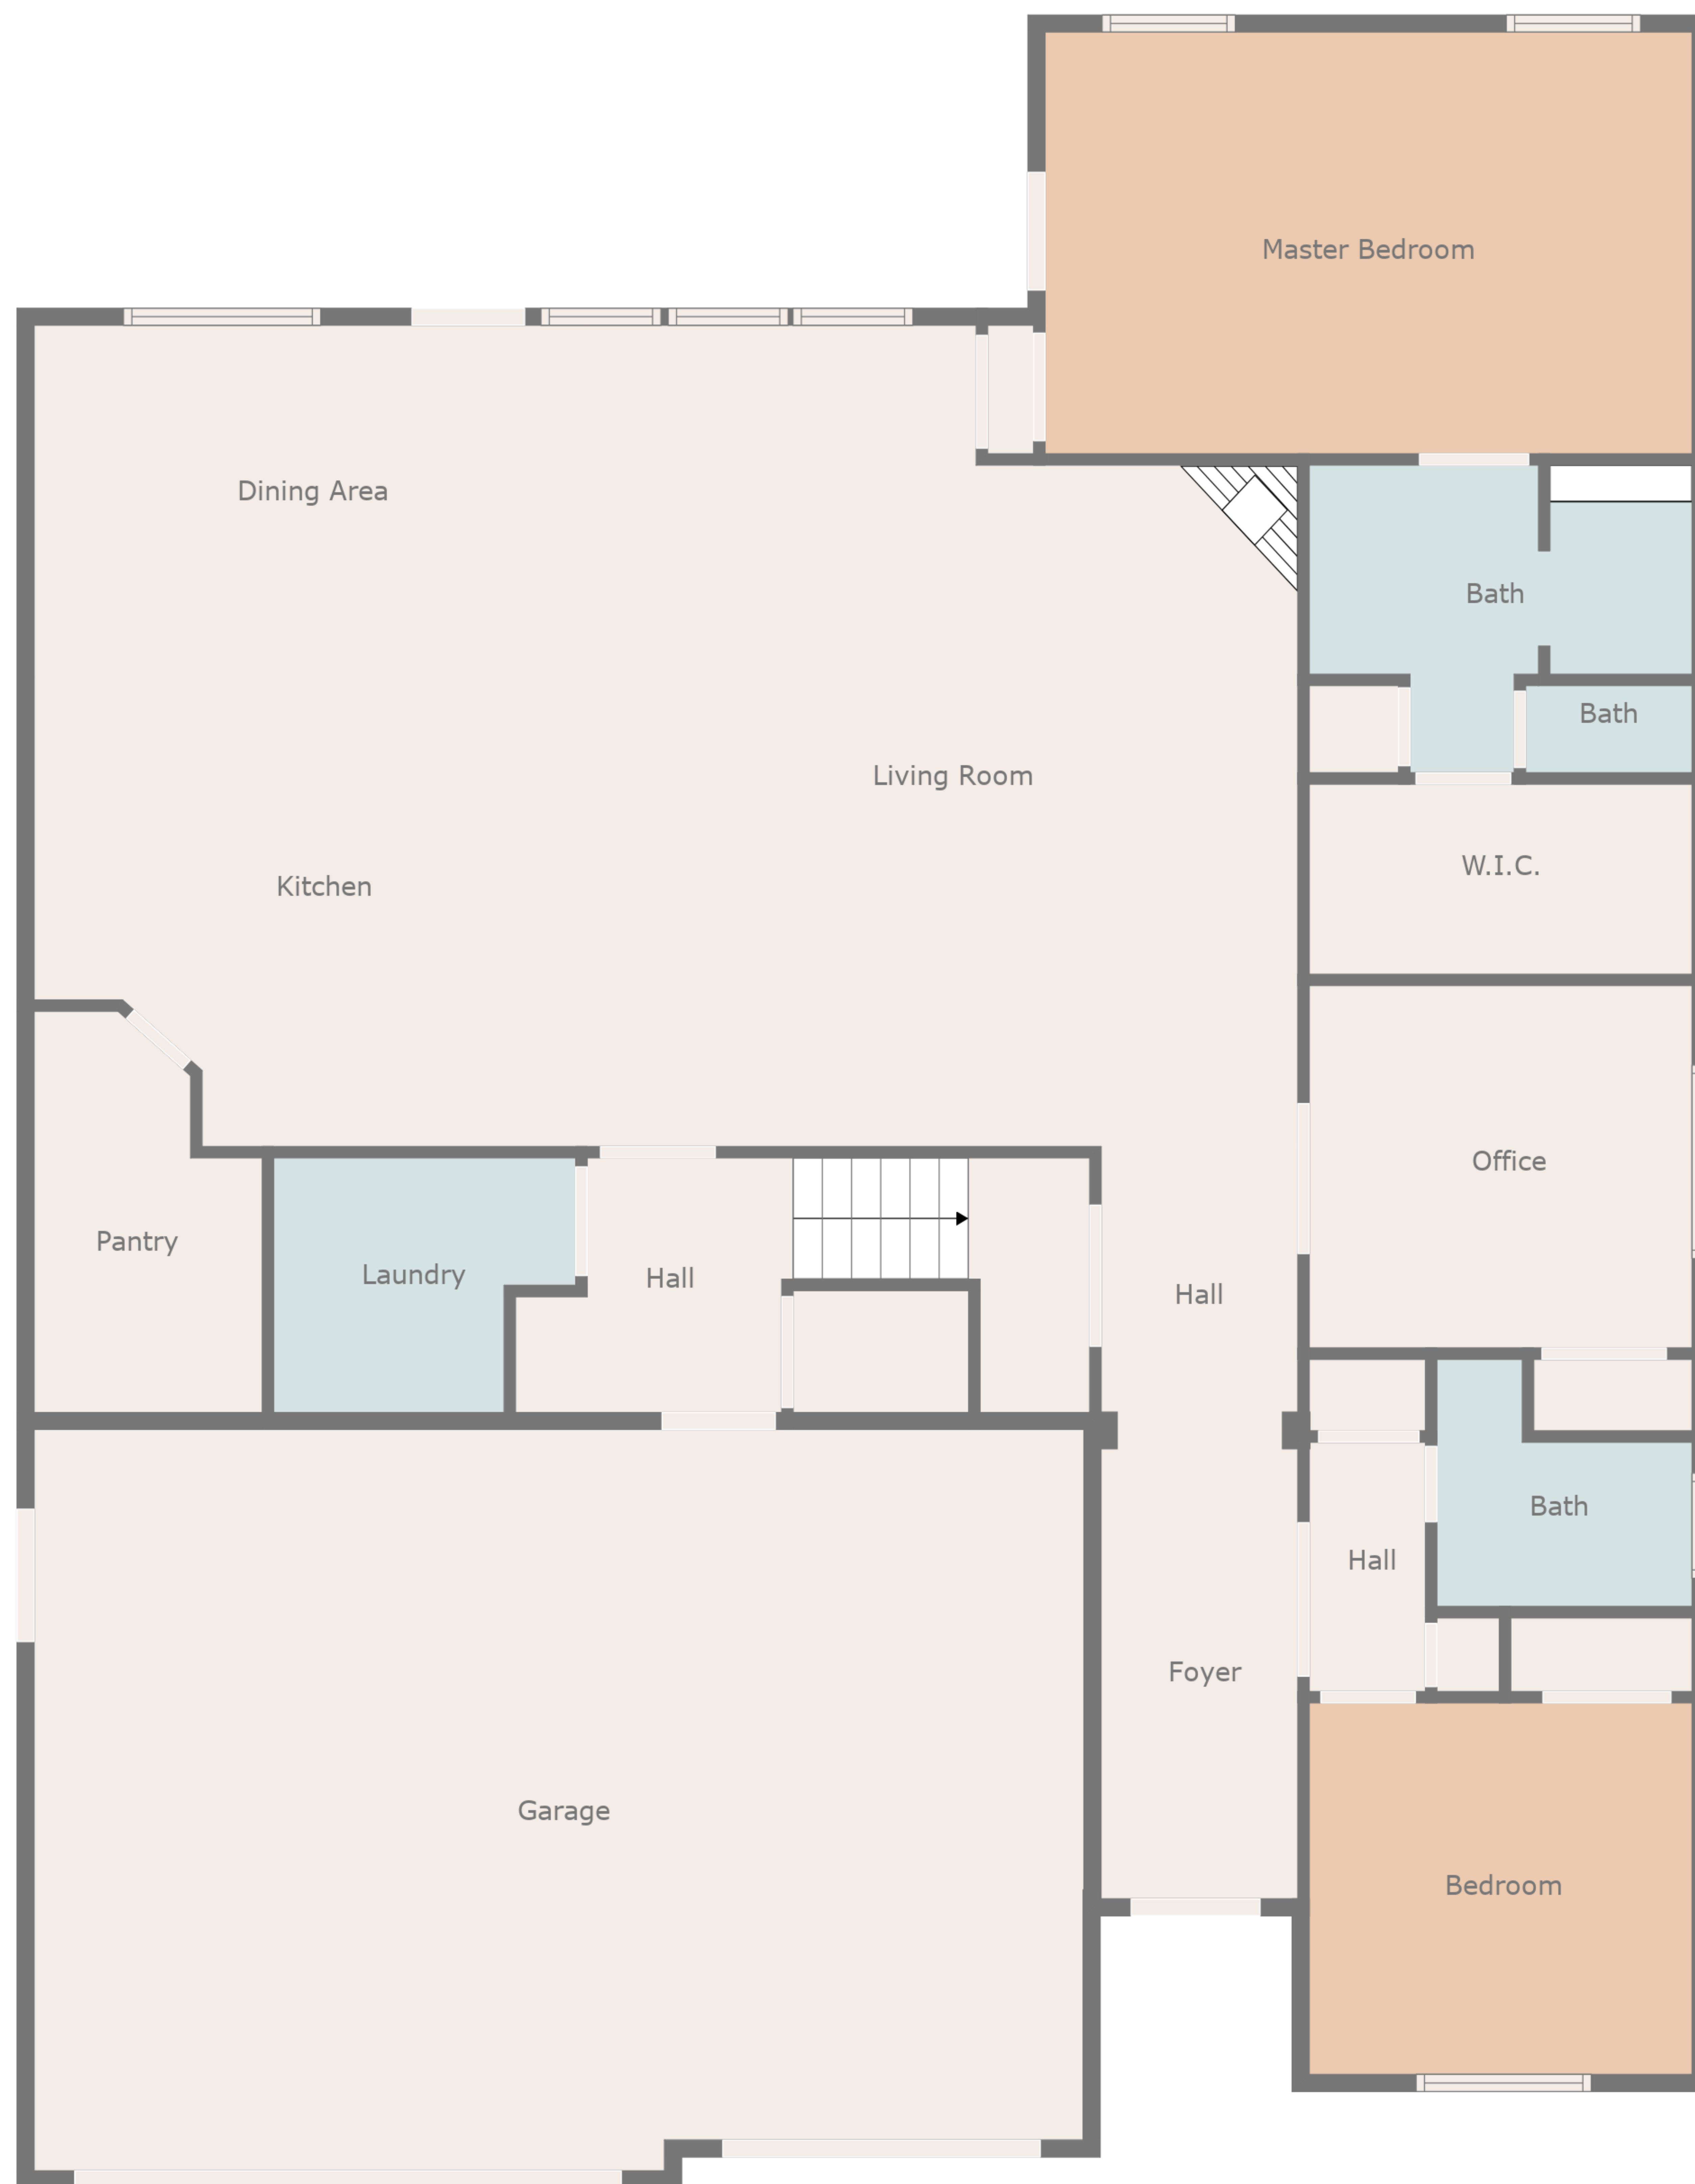 Master Bedroom
Dining Area
Bath
Bath
Living Room
W.I.C.
Kitchen
Office
Pantry
Laundry
Hall
Hall
Bath
Hall
Foyer
Garage
Bedroom